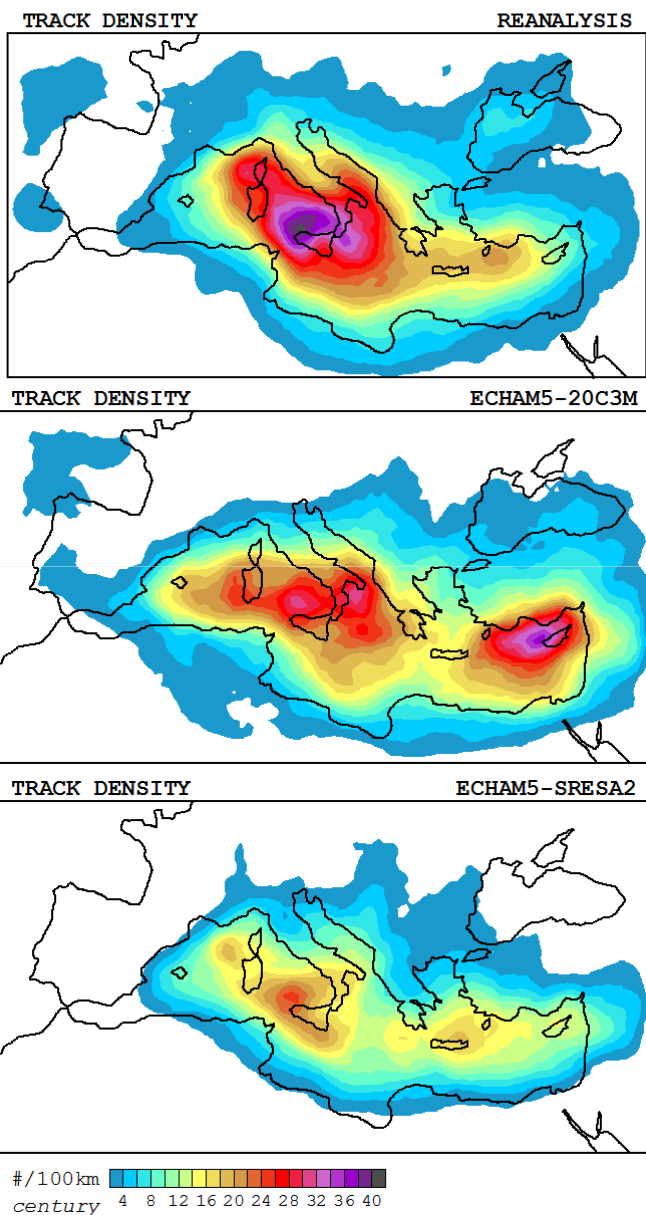 TRACK DENSITY REANALYSIS
TRACK DENSITY ECHAM5-20C3M
TRACK DENSITY ECHAM5-SRESA2
#/100km
century 4 8 12 16 20 24 28 32 36 40